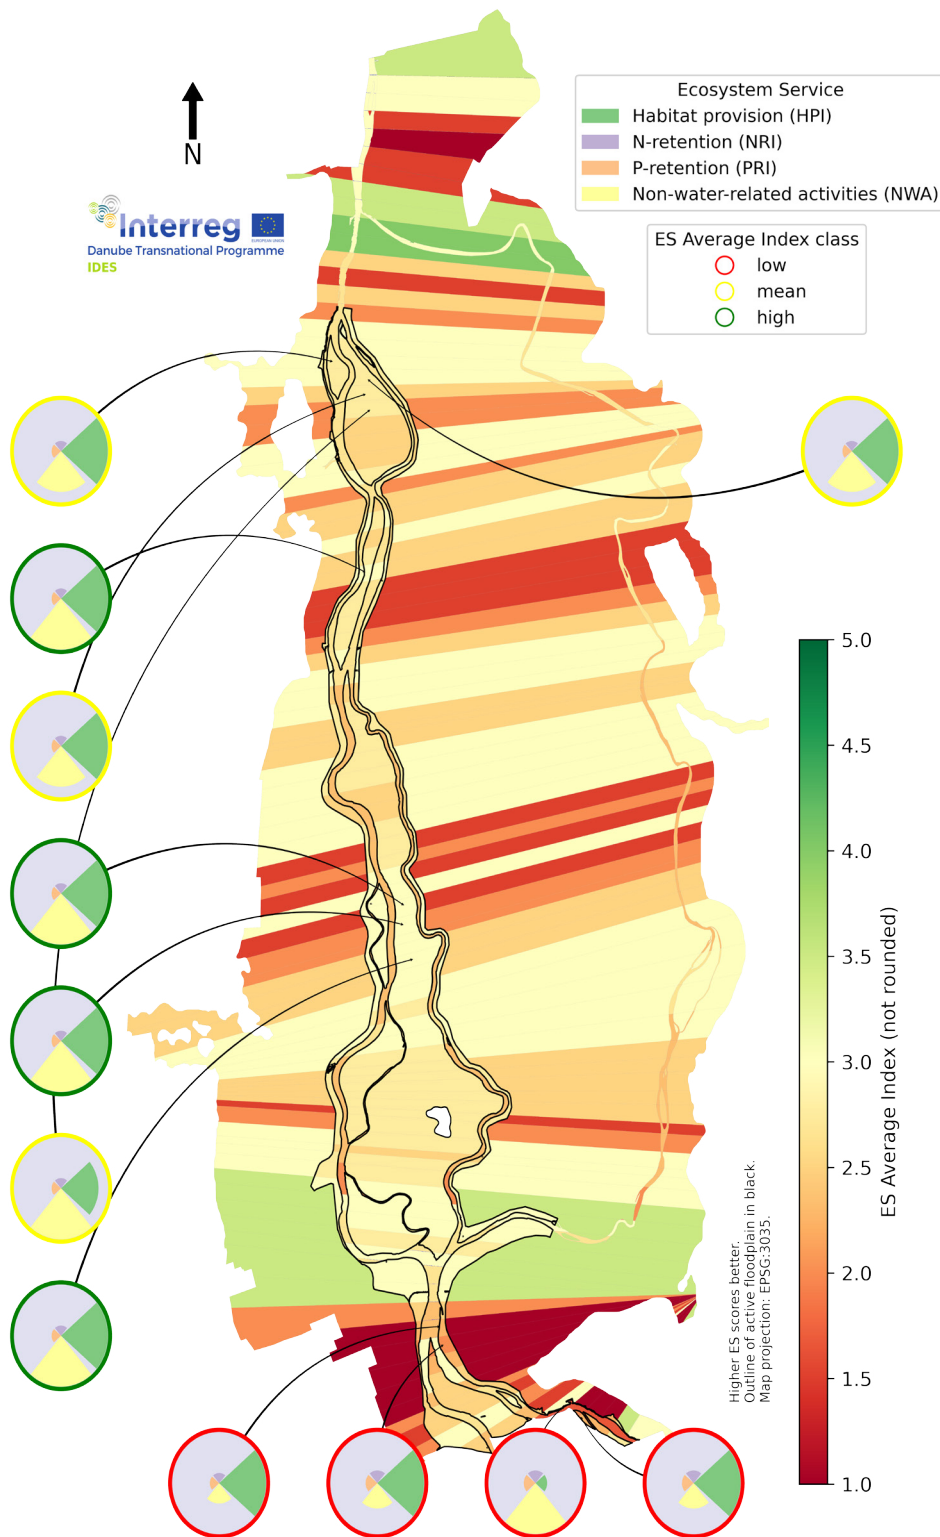 N
Interreg
EUROPEAN UNION
Danube Transnational Programme
IDES
Ecosystem Service
Habitat provision (HPI)
N-retention (NRI)
P-retention (PRI)
Non-water-related activities (NWA)
ES Average Index class
low
mean
high
5.0
4.5
4.0
3.5
3.0
2.5
2.0
1.5
1.0
ES Average Index (not rounded)
Higher ES scores better.
Outline of active floodplain in black.
Map projection: EPSG:3035.